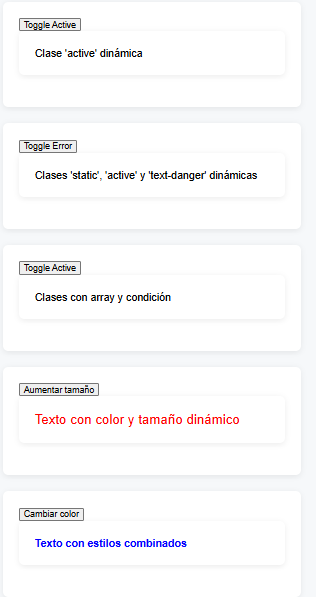 Toggle Active
Clase 'active' dinámica
Toggle Error
Clases 'static', 'active' y 'text-danger' dinámicas
Toggle Active
Clases con array y condición
Aumentar tamaño
Texto con color y tamaño dinámico
Cambiar color
Texto con estilos combinados